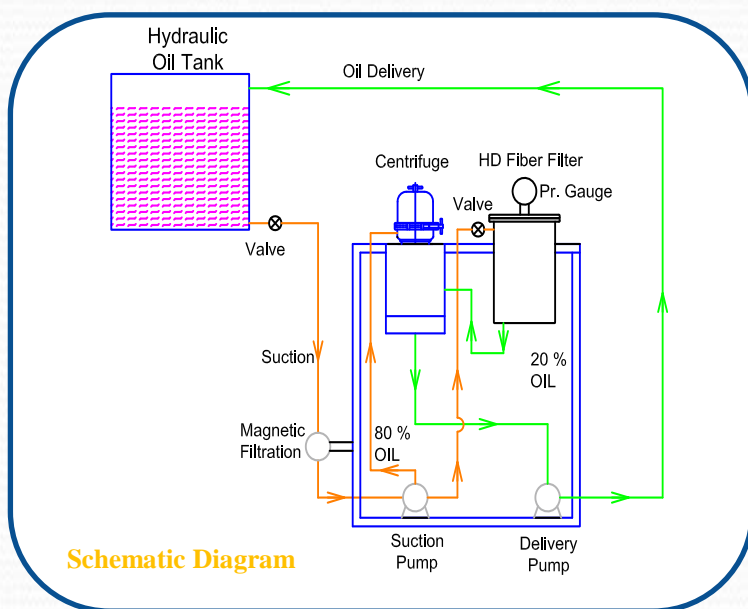 Hydraulic
Oil Tank
Oil Delivery
Centrifuge
HD Fiber Filter
Valve
Pr. Gauge
Valve
Suction
20 %
OIL
Magnetic
Filtration
80 %
OIL
Suction
Pump
Delivery
Pump
Schematic Diagram